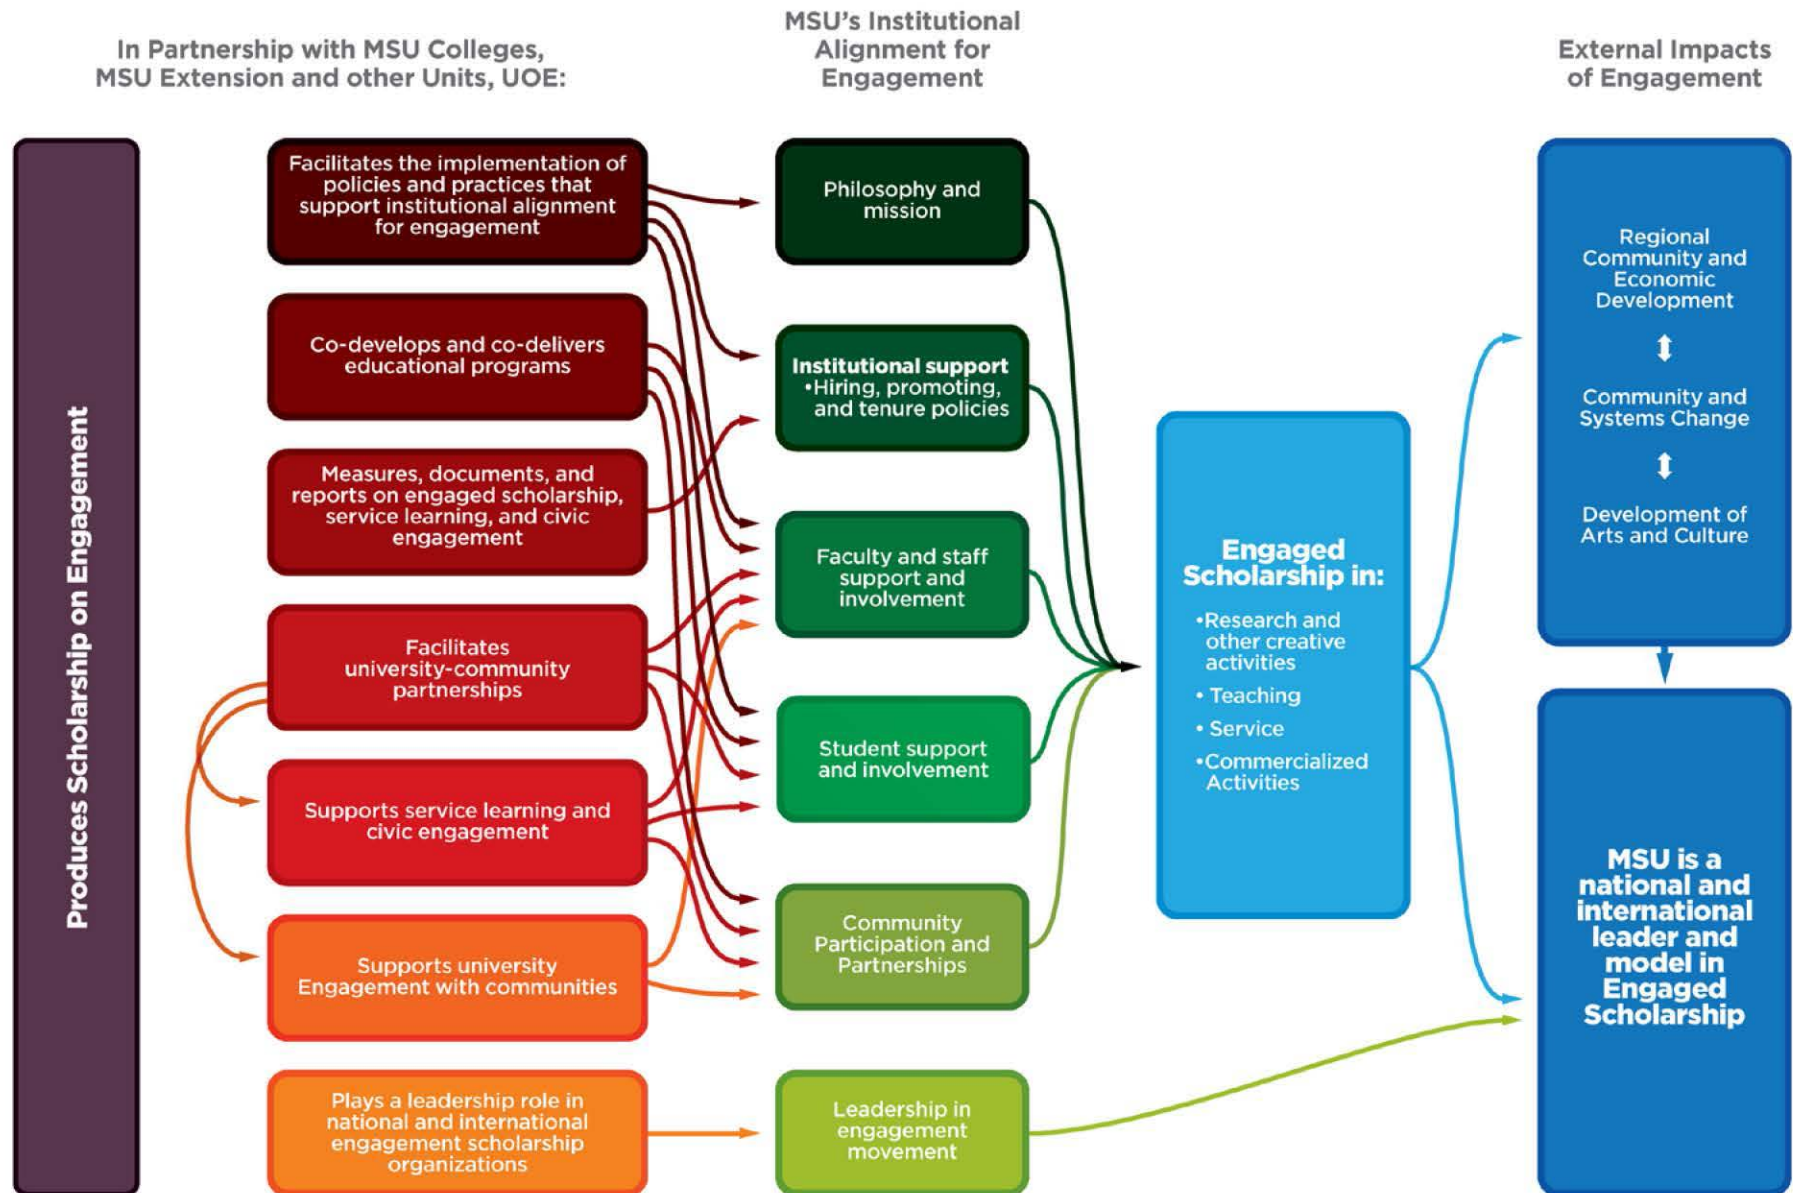 In Partnership with MSU Colleges,
MSU Extension and other Units, UOE:
MSU's Institutional
Alignment for
Engagement
External Impacts
of Engagement
Produces Scholarship on Engagement
Facilitates the implementation of
policies and practices that
support institutional alignment
for engagement
Co-develops and co-delivers
educational programs
Measures, documents, and
reports on engaged scholarship,
service learning, and civic
engagement
Facilitates
university-community
partnerships
Supports service learning and
civic engagement
Supports university
Engagement with communities
Plays a leadership role in
national and international
engagement scholarship
organizations
Philosophy and
mission
Institutional support
•Hiring, promoting,
and tenure policies
Faculty and staff
support and
involvement
Student support
and involvement
Community
Participation and
Partnerships
Leadership in
engagement
movement
Engaged
Scholarship in:
•Research and
other creative
activities
• Teaching
• Service
•Commercialized
Activities
Regional
Community and
Economic
Development
Community and
Systems Change
Development of
Arts and Culture
MSU is a
national and
international
leader and
model in
Engaged
Scholarship